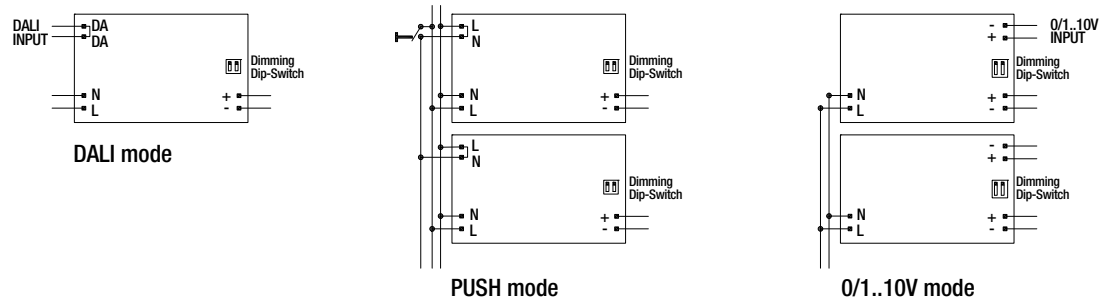 DALI
INPUT
DA
DA
Dimming
Dip-Switch
N
L
+
-
DALI mode
L
N
Dimming
Dip-Switch
N
L
+
-
L
N
Dimming
Dip-Switch
N
L
+
-
PUSH mode
-
+
0/1..10V
INPUT
Dimming
Dip-Switch
N
L
+
-
-
+
Dimming
Dip-Switch
N
L
+
-
0/1..10V mode